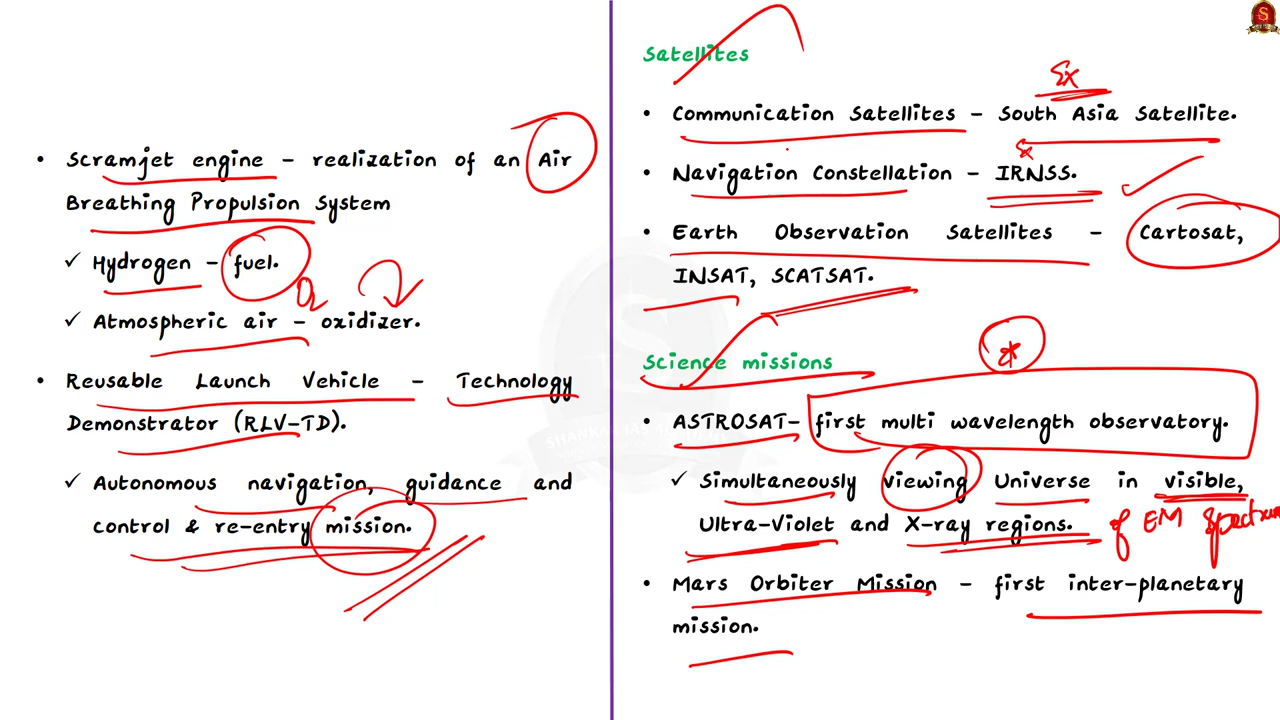 • Scramjet engine – realization of an Air
Breathing Propulsion System
✓ Hydrogen – fuel.
O2
✓ Atmospheric air – oxidizer.
• Reusable Launch Vehicle – Technology
Demonstrator (RLV-TD).
✓ Autonomous navigation, guidance and
control & re-entry mission.
Satellites
Ex
• Communication Satellites – South Asia Satellite.
• Navigation Constellation – IRNSS.
• Earth Observation Satellites – Cartosat,
INSAT, SCATSAT.
Science missions
*
• ASTROSAT- first multi wavelength observatory.
✓ Simultaneously viewing Universe in visible,
Ultra-Violet and X-ray regions. of EM Spectrum
• Mars Orbiter Mission – first inter-planetary
mission.